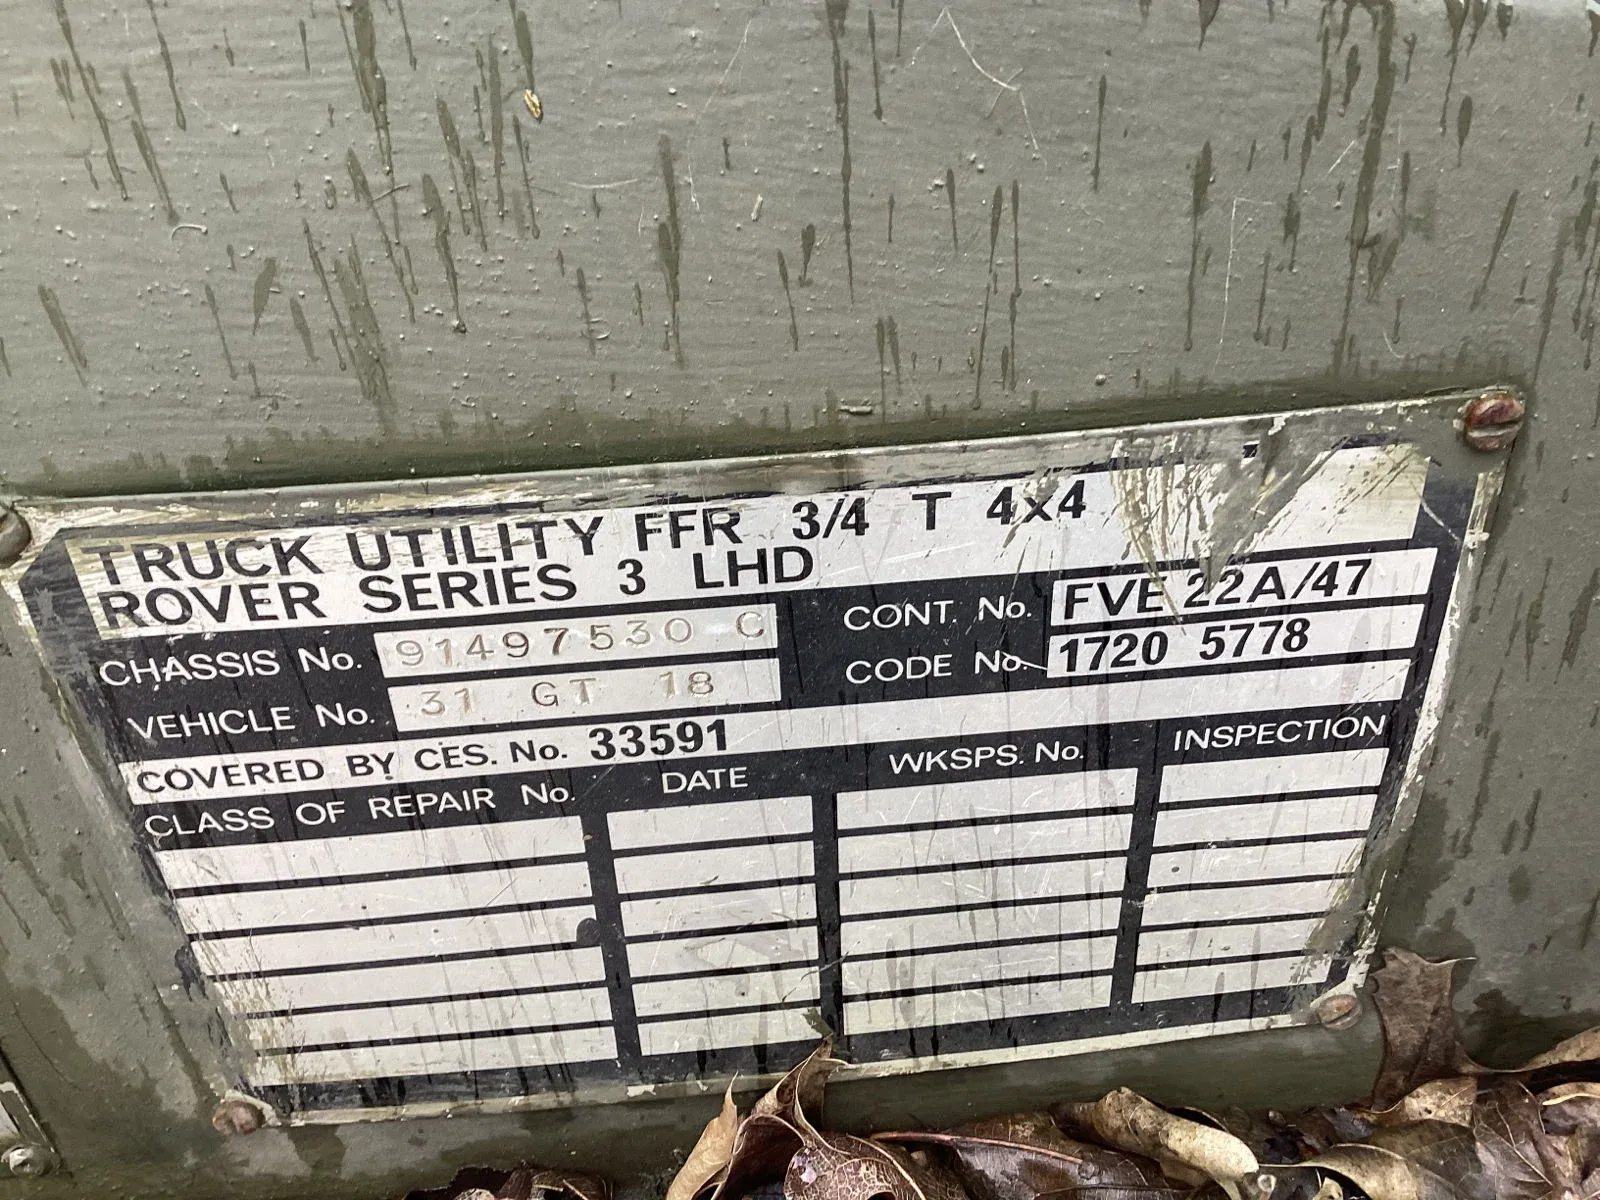 TRUCK UTILITY FFR 3/4 T 4x4
ROVER SERIES 3 LHD
CHASSIS No. 91497530 C
CONT. No. FVE 22A/47
VEHICLE No. 31 GT 18
CODE No. 1720 5778
COVERED BY CES. No. 33591
CLASS OF REPAIR No. DATE WKSPS. No. INSPECTION